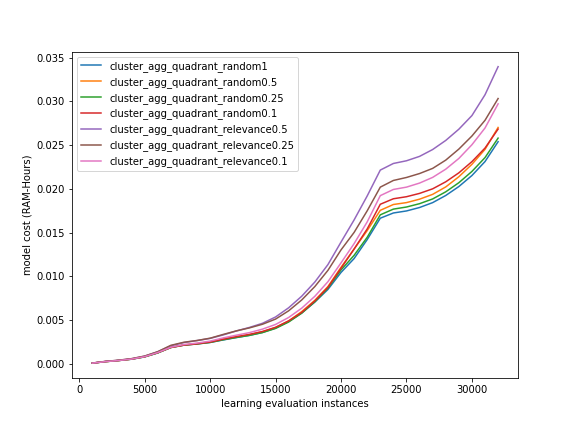 0.035
0.030
0.025
0.020
0.015
0.010
0.005
0.000
model cost (RAM-Hours)
cluster_agg_quadrant_random1
cluster_agg_quadrant_random0.5
cluster_agg_quadrant_random0.25
cluster_agg_quadrant_random0.1
cluster_agg_quadrant_relevance0.5
cluster_agg_quadrant_relevance0.25
cluster_agg_quadrant_relevance0.1
0 5000 10000 15000 20000 25000 30000
learning evaluation instances